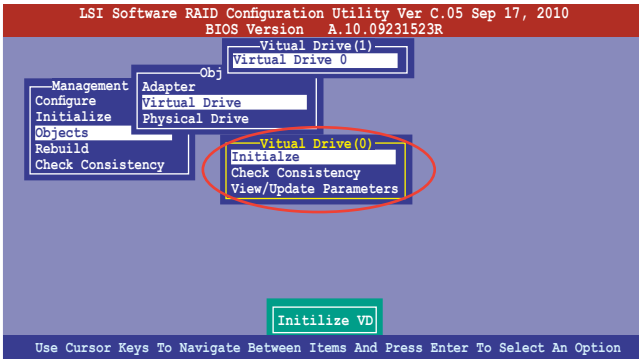 LSI Software RAID Configuration Utility Ver C.05 Sep 17, 2010
BIOS Version A.10.09231523R
Vitual Drive(1)
Virtual Drive 0
Obj
Adapter
Virtual Drive
Physical Drive
Management
Configure
Initialize
Objects
Rebuild
Check Consistency
Vitual Drive(0)
Initialze
Check Consistency
View/Update Parameters
Initilize VD
Use Cursor Keys To Navigate Between Items And Press Enter To Select An Option